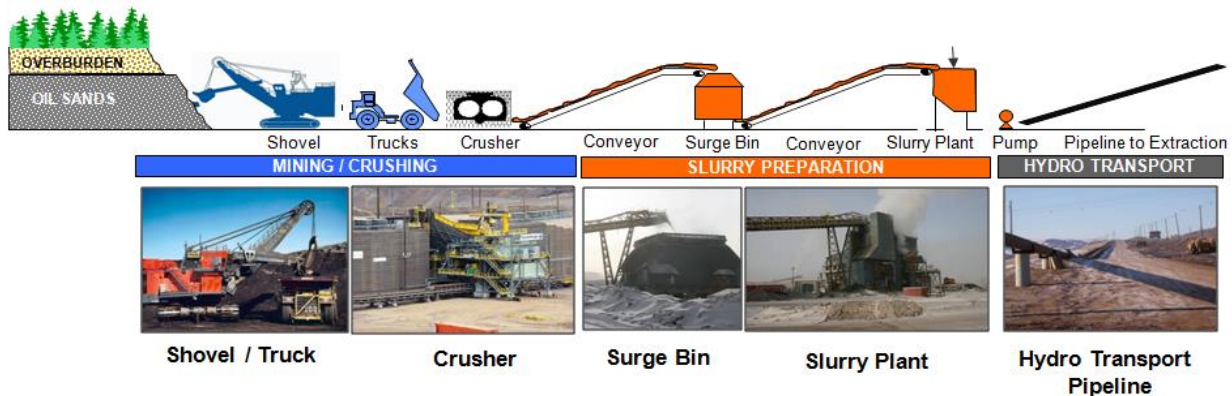 OVERBURDEN
OIL SANDS
Shovel
Trucks
Crusher
Conveyor
Surge Bin
Conveyor
Slurry Plant
Pump
Pipeline to Extraction
MINING / CRUSHING
SLURRY PREPARATION
HYDRO TRANSPORT
Shovel / Truck
Crusher
Surge Bin
Slurry Plant
Hydro Transport
Pipeline